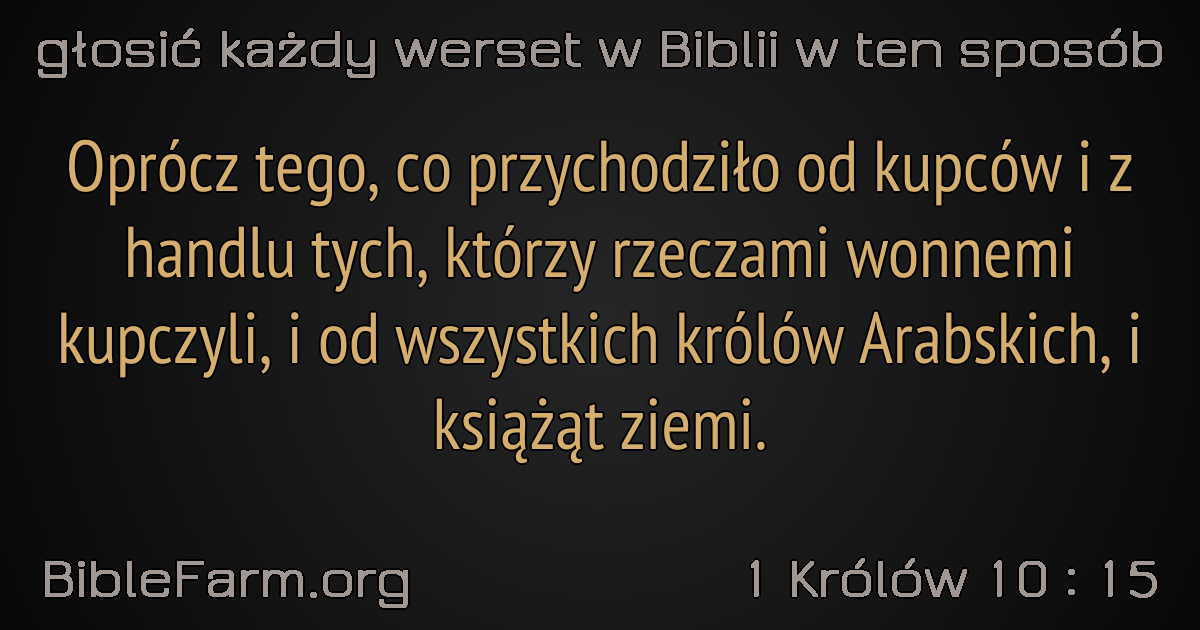 głosić każdy werset w Biblii w ten sposób
Oprócz tego, co przychodziło od kupców i z
handlu tych, którzy rzeczami wonnemi
kupczyli, i od wszystkich królów Arabskich, i
książąt ziemi.
BibleFarm.org
1 Królów 10 : 15